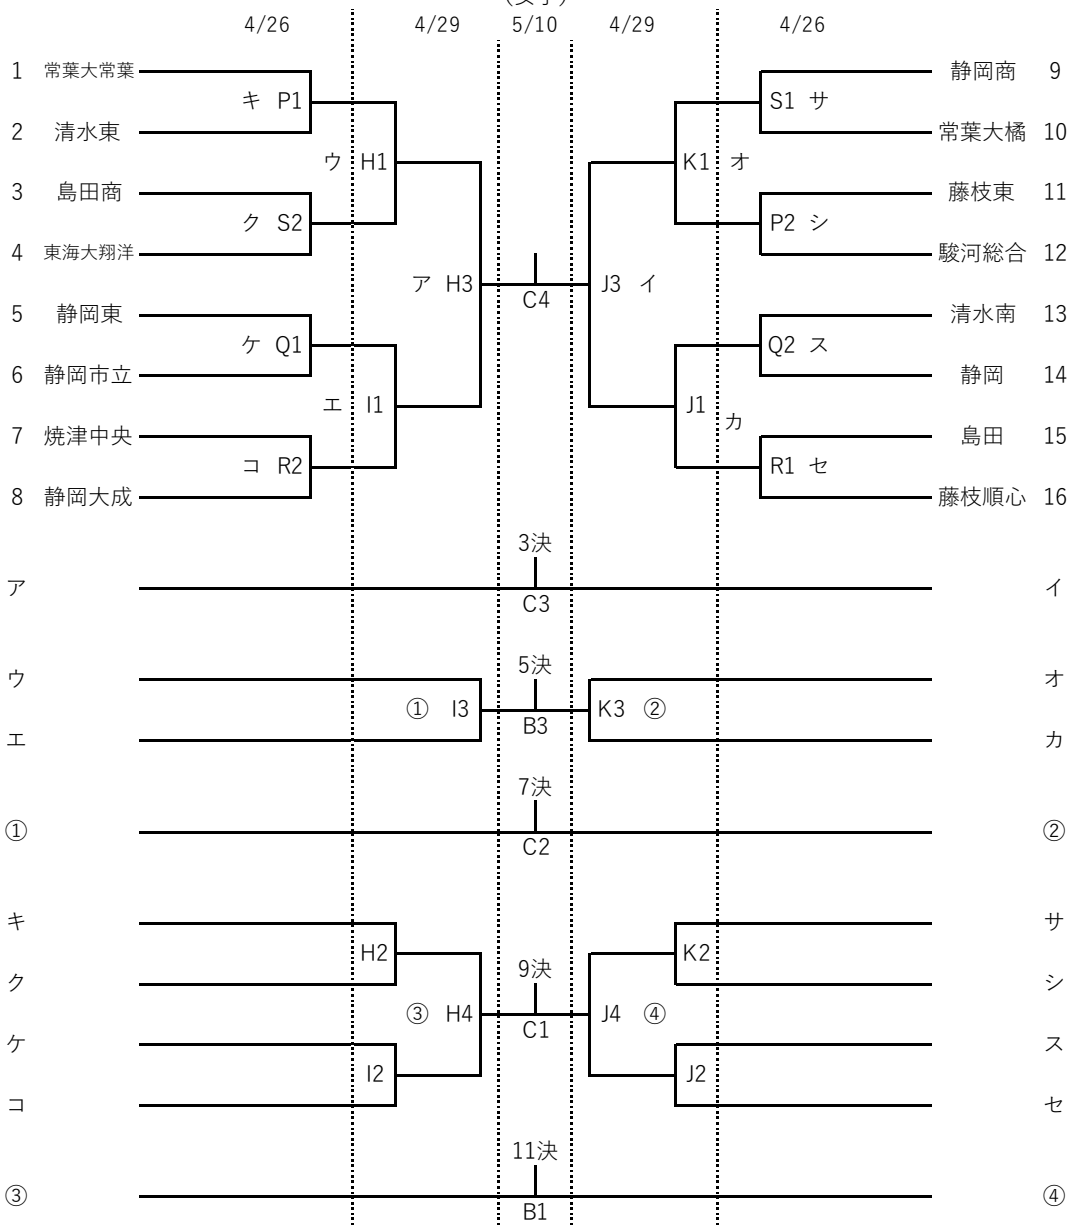 (女子)
4/26 4/29 5/10 4/29 4/26
1 常葉大常葉 静岡商 9
キ P1 S1 サ
2 清水東 常葉大橘 10
ウ H1 K1 オ
3 島田商 藤枝東 11
ク S2 P2 シ
4 東海大翔洋 駿河総合 12
ア H3 J3 イ
C4
5 静岡東 清水南 13
ケ Q1 Q2 ス
6 静岡市立 静岡 14
エ I1 J1 カ
7 焼津中央 島田 15
コ R2 R1 セ
8 静岡大成 藤枝順心 16
3決
ア イ
C3
5決
ウ オ
① I3 K3 ②
B3
エ カ
7決
① ②
C2
キ サ
H2 K2
9決
ク シ
③ H4 J4 ④
C1
ケ ス
I2 J2
コ セ
11決
③ ④
B1